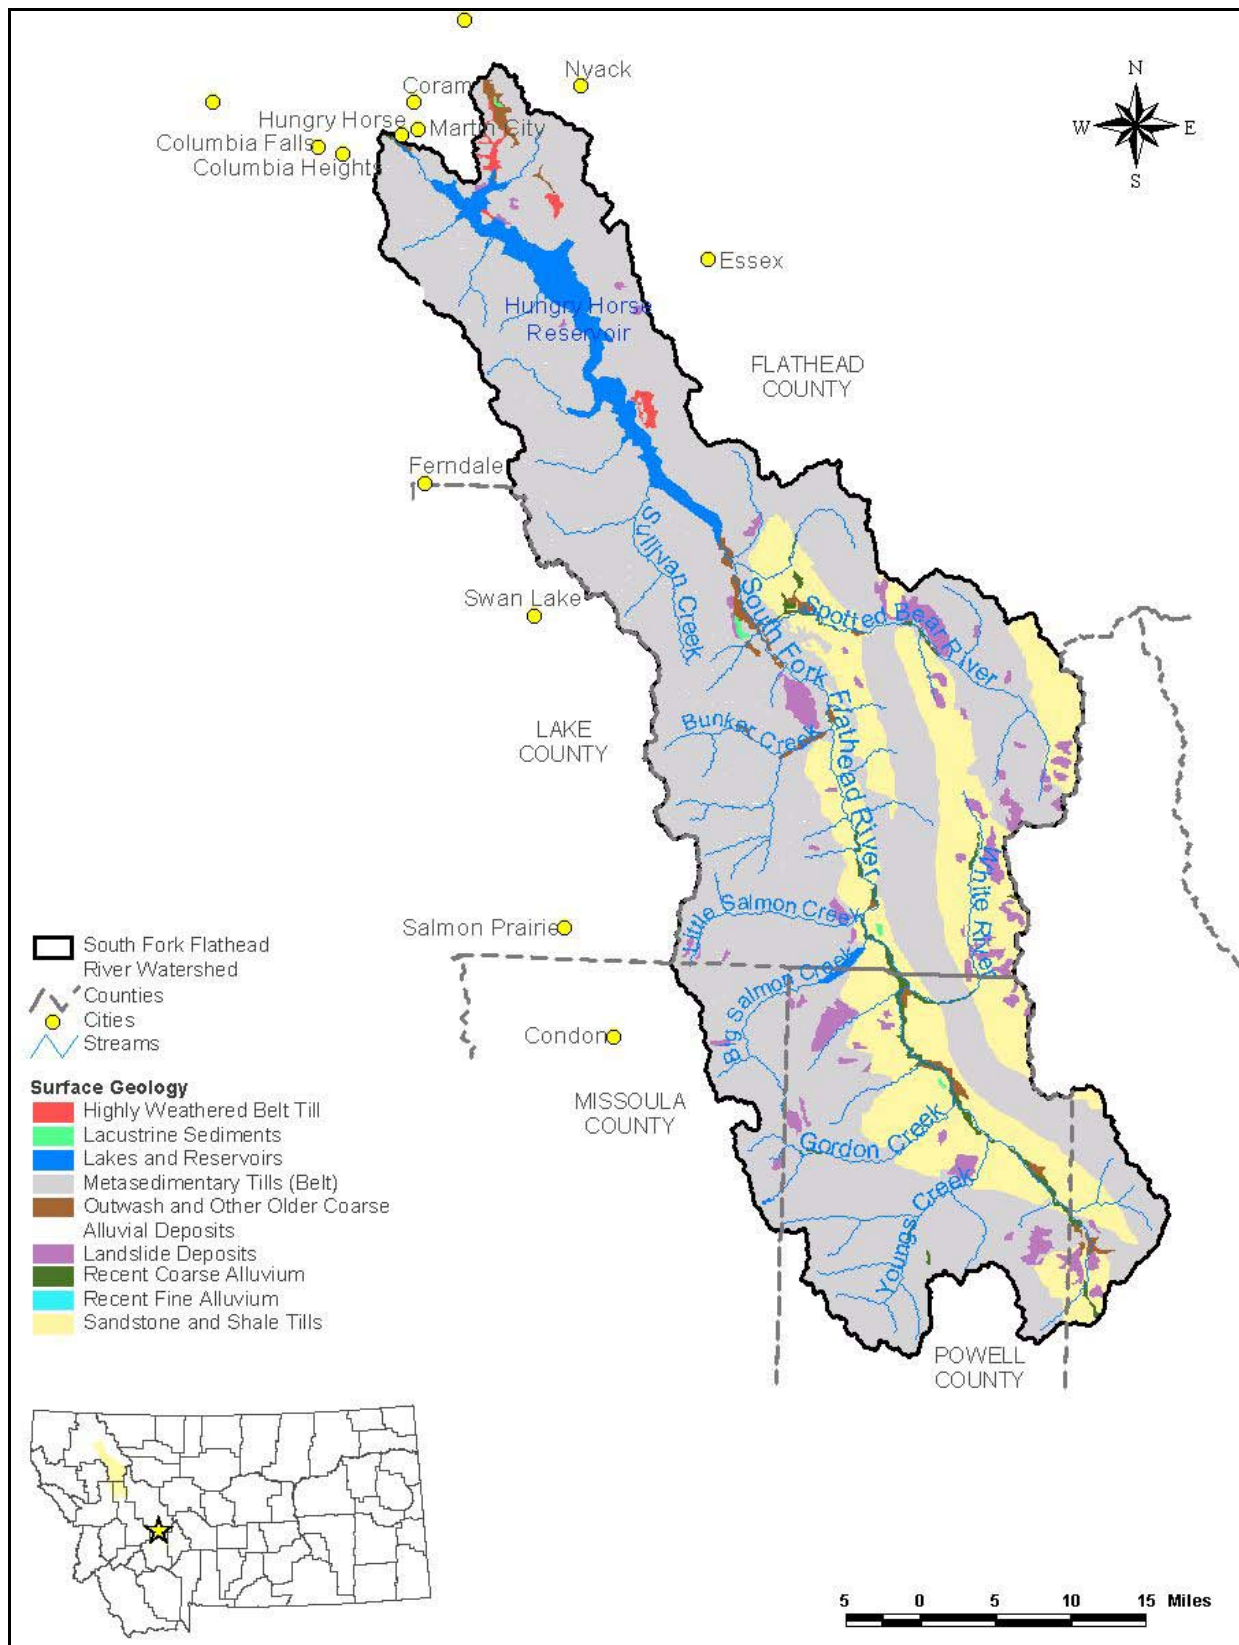 Nyack
Coram
N
Hungry Horse
Martin City
Columbia Falls
W
E
Columbia Heights
S
Essex
Hungry Horse
Reservoir
FLATHEAD
COUNTY
Ferndale
Sullivan Creek
Swan Lake
South Fork Flathead River
Spotted Bear River
Bunker Creek
LAKE
COUNTY
White River
Little Salmon Creek
Salmon Prairie
Big Salmon Creek
Condon
MISSOULA
COUNTY
Gordon Creek
Youngs Creek
POWELL
COUNTY
South Fork Flathead
River Watershed
Counties
Cities
Streams
Surface Geology
Highly Weathered Belt Till
Lacustrine Sediments
Lakes and Reservoirs
Metasedimentary Tills (Belt)
Outwash and Other Older Coarse
Alluvial Deposits
Landslide Deposits
Recent Coarse Alluvium
Recent Fine Alluvium
Sandstone and Shale Tills
5 0 5 10 15 Miles